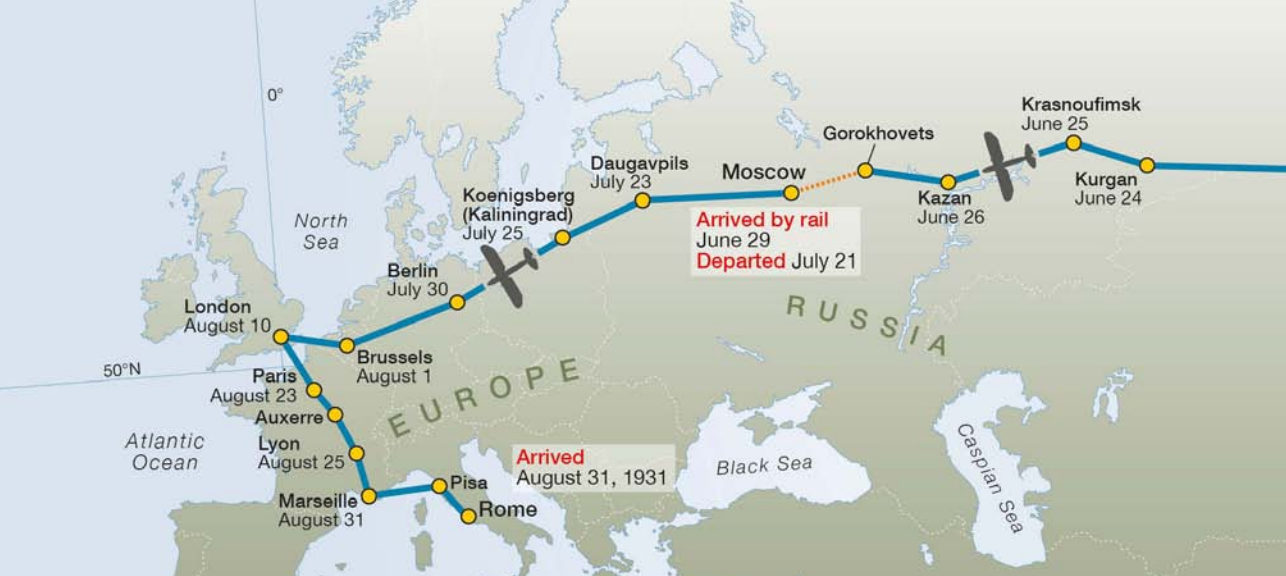 0°
Krasnoufimsk
June 25
Gorokhovets
Daugavpils
July 23
Moscow
Kurgan
June 24
Kazan
June 26
Koenigsberg
(Kaliningrad)
July 25
North
Sea
Arrived by rail
June 29
Departed July 21
Berlin
July 30
RUSSIA
London
August 10
Brussels
August 1
50°N
Paris
August 23
EUROPE
Auxerre
Atlantic
Ocean
Lyon
August 25
Arrived
August 31, 1931
Black Sea
Caspian Sea
Pisa
Marseille
August 31
Rome